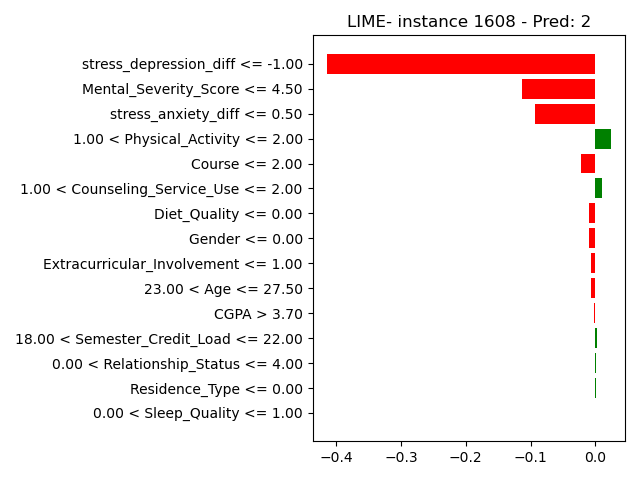 LIME- instance 1608 - Pred: 2
stress_depression_diff <= -1.00
Mental_Severity_Score <= 4.50
stress_anxiety_diff <= 0.50
1.00 < Physical_Activity <= 2.00
Course <= 2.00
1.00 < Counseling_Service_Use <= 2.00
Diet_Quality <= 0.00
Gender <= 0.00
Extracurricular_Involvement <= 1.00
23.00 < Age <= 27.50
CGPA > 3.70
18.00 < Semester_Credit_Load <= 22.00
0.00 < Relationship_Status <= 4.00
Residence_Type <= 0.00
0.00 < Sleep_Quality <= 1.00
−0.4 −0.3 −0.2 −0.1 0.0